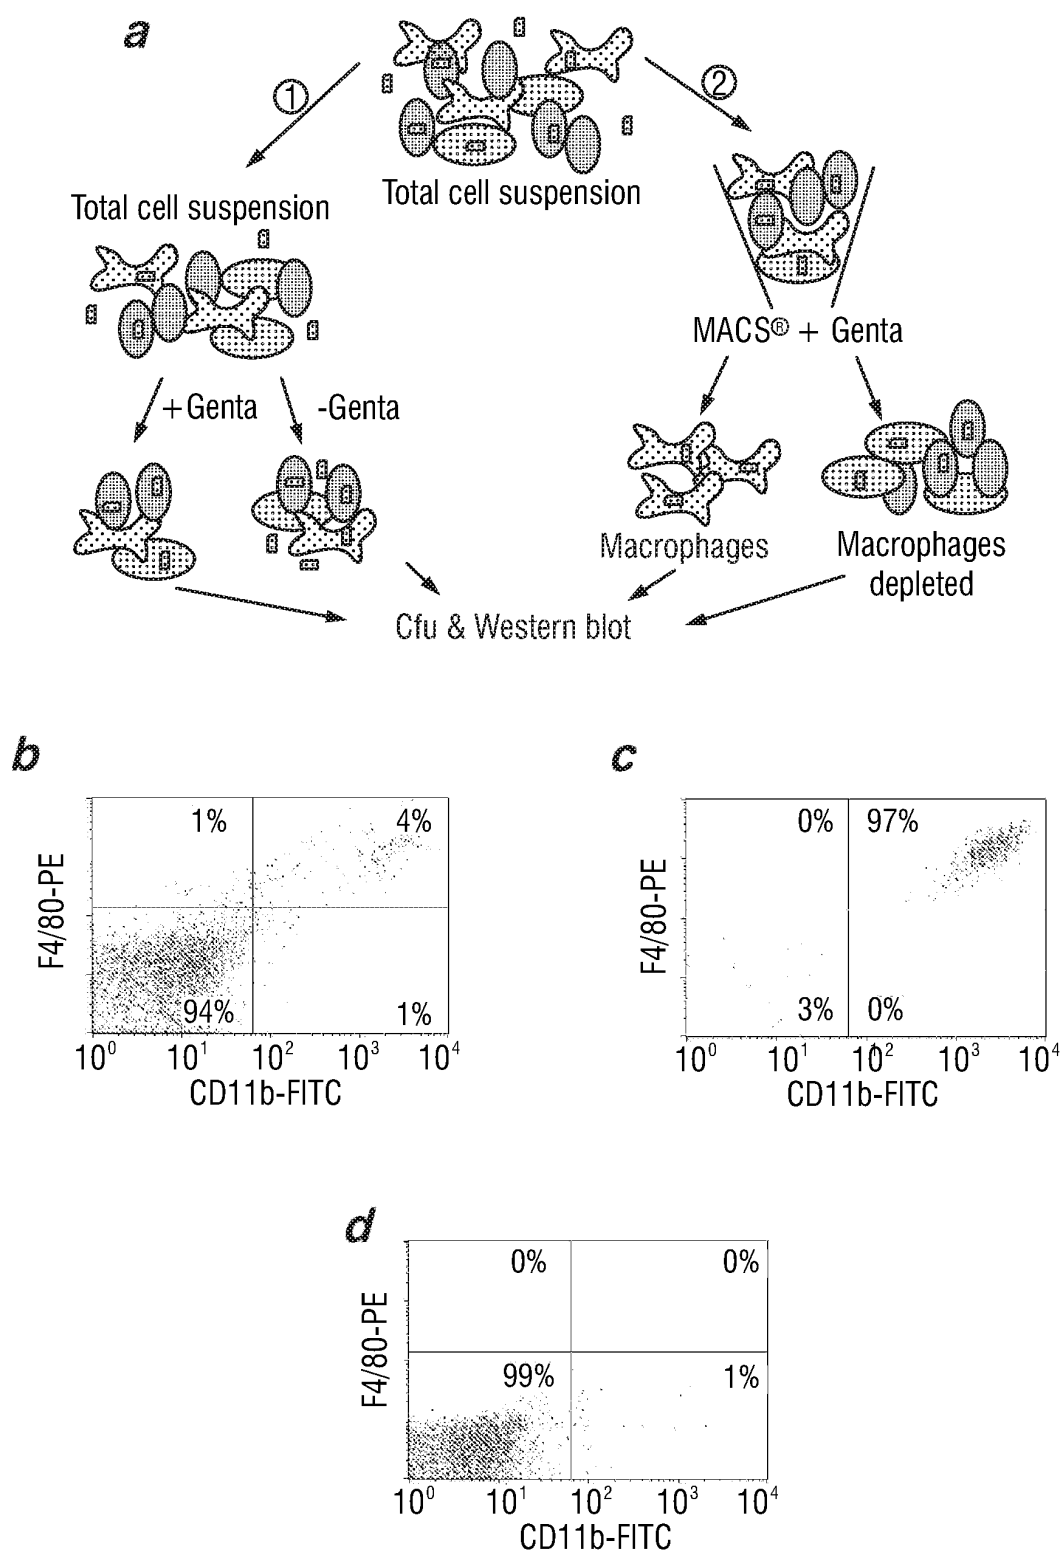 a
1
2
Total cell suspension
Total cell suspension
MACS® + Genta
+Genta
-Genta
Macrophages
Macrophages
depleted
Cfu & Western blot
b
1%
4%
F4/80-PE
94%
1%
10⁰ 10¹ 10² 10³ 10⁴
CD11b-FITC
c
0%
97%
F4/80-PE
3%
0%
10⁰ 10¹ 10² 10³ 10⁴
CD11b-FITC
d
0%
0%
F4/80-PE
99%
1%
10⁰ 10¹ 10² 10³ 10⁴
CD11b-FITC